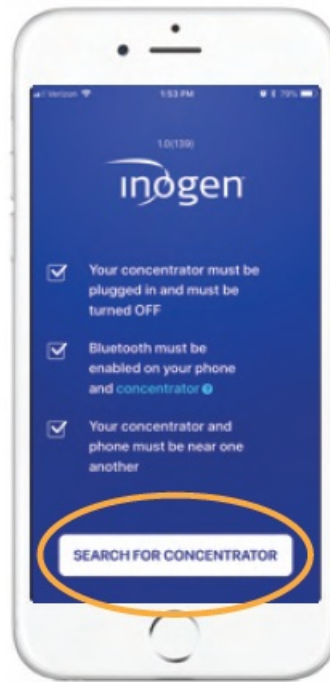 Verizon 1:53 PM 79%
1.0(139)
inogen
Your concentrator must be
plugged in and must be
turned OFF
Bluetooth must be
enabled on your phone
and concentrator ?
Your concentrator and
phone must be near one
another
SEARCH FOR CONCENTRATOR